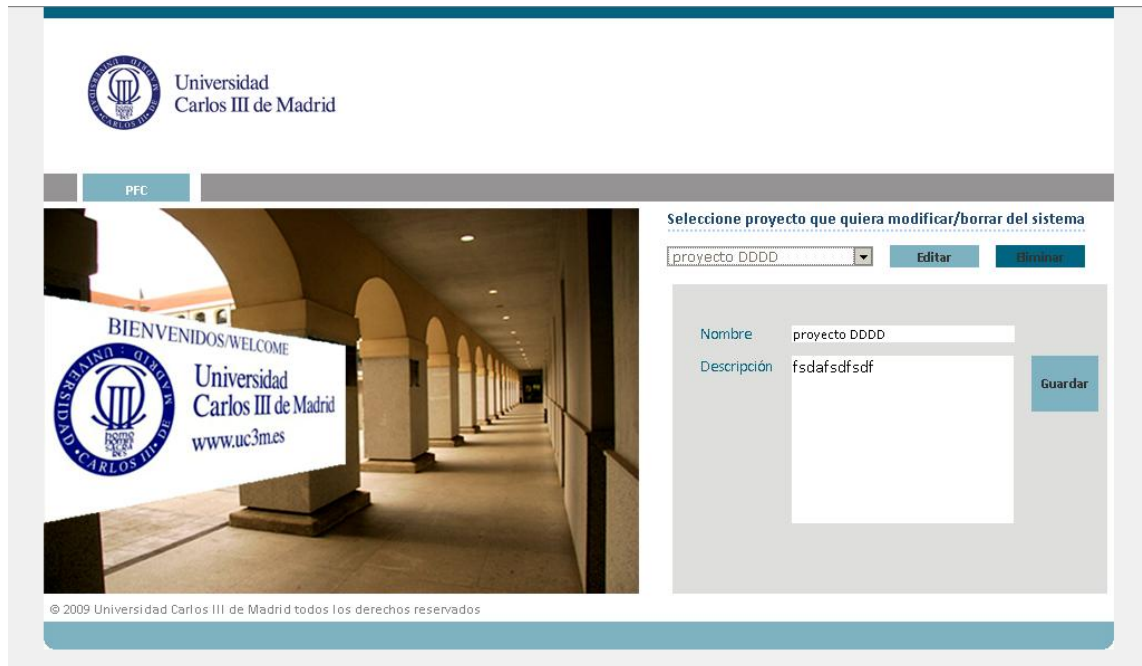 Universidad
Carlos III de Madrid
PFC
Seleccione proyecto que quiera modificar/borrar del sistema
proyecto DDDD
Editar
Eliminar
BIENVENIDOS/WELCOME
Universidad
Carlos III de Madrid
www.uc3m.es
Nombre
proyecto DDDD
Descripción
fsdafsdfsdf
Guardar
© 2009 Universidad Carlos III de Madrid todos los derechos reservados